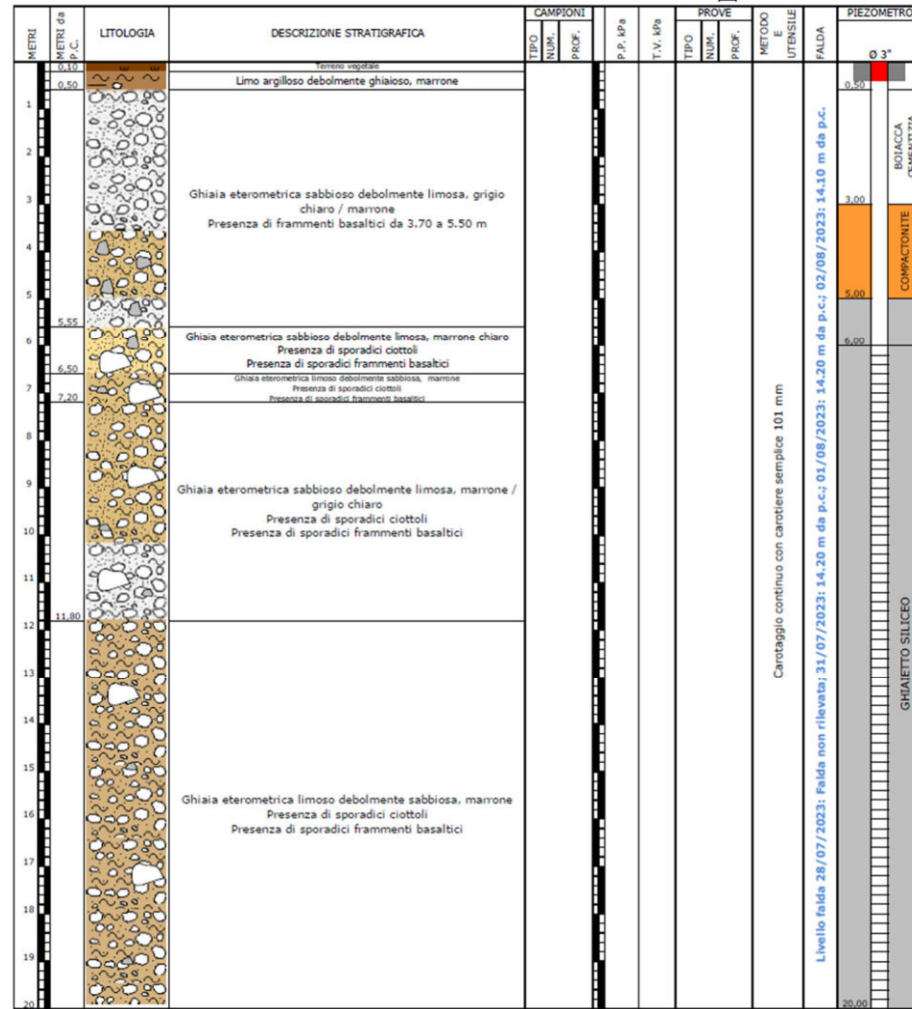 METRI
METRI da P.C.
LITOLOGIA
DESCRIZIONE STRATIGRAFICA
CAMPIONI
TIPO
NUM.
PROF.
P.P. kPa
T.V. kPa
PROVE
TIPO
NUM.
PROF.
METODO
E
UTENSILE
FALDA
PIEZOMETRO
Ø 3"
0,10
Terreno vegetale
0,50
Limo argilloso debolmente ghiaioso, marrone
Ghiaia eterometrica sabbioso debolmente limosa, grigio
chiaro / marrone
Presenza di frammenti basaltici da 3.70 a 5.50 m
5,55
Ghiaia eterometrica sabbioso debolmente limosa, marrone chiaro
Presenza di sporadici ciottoli
Presenza di sporadici frammenti basaltici
6,50
Ghiaia eterometrica limoso debolmente sabbiosa, marrone
Presenza di sporadici ciottoli
Presenza di sporadici frammenti basaltici
7,20
Ghiaia eterometrica sabbioso debolmente limosa, marrone /
grigio chiaro
Presenza di sporadici ciottoli
Presenza di sporadici frammenti basaltici
11,80
Ghiaia eterometrica limoso debolmente sabbiosa, marrone
Presenza di sporadici ciottoli
Presenza di sporadici frammenti basaltici
1
2
3
4
5
6
7
8
9
10
11
12
13
14
15
16
17
18
19
20
Carotaggio continuo con carotiere semplice 101 mm
Livello falda 28/07/2023: Falda non rilevata; 31/07/2023: 14.20 m da p.c.; 01/08/2023: 14.20 m da p.c.; 02/08/2023: 14.10 m da p.c.
0,50
BOIACCA
CEMENTIZIA
3,00
COMPACTONITE
5,00
6,00
GHIAIETTO SILICEO
20,00